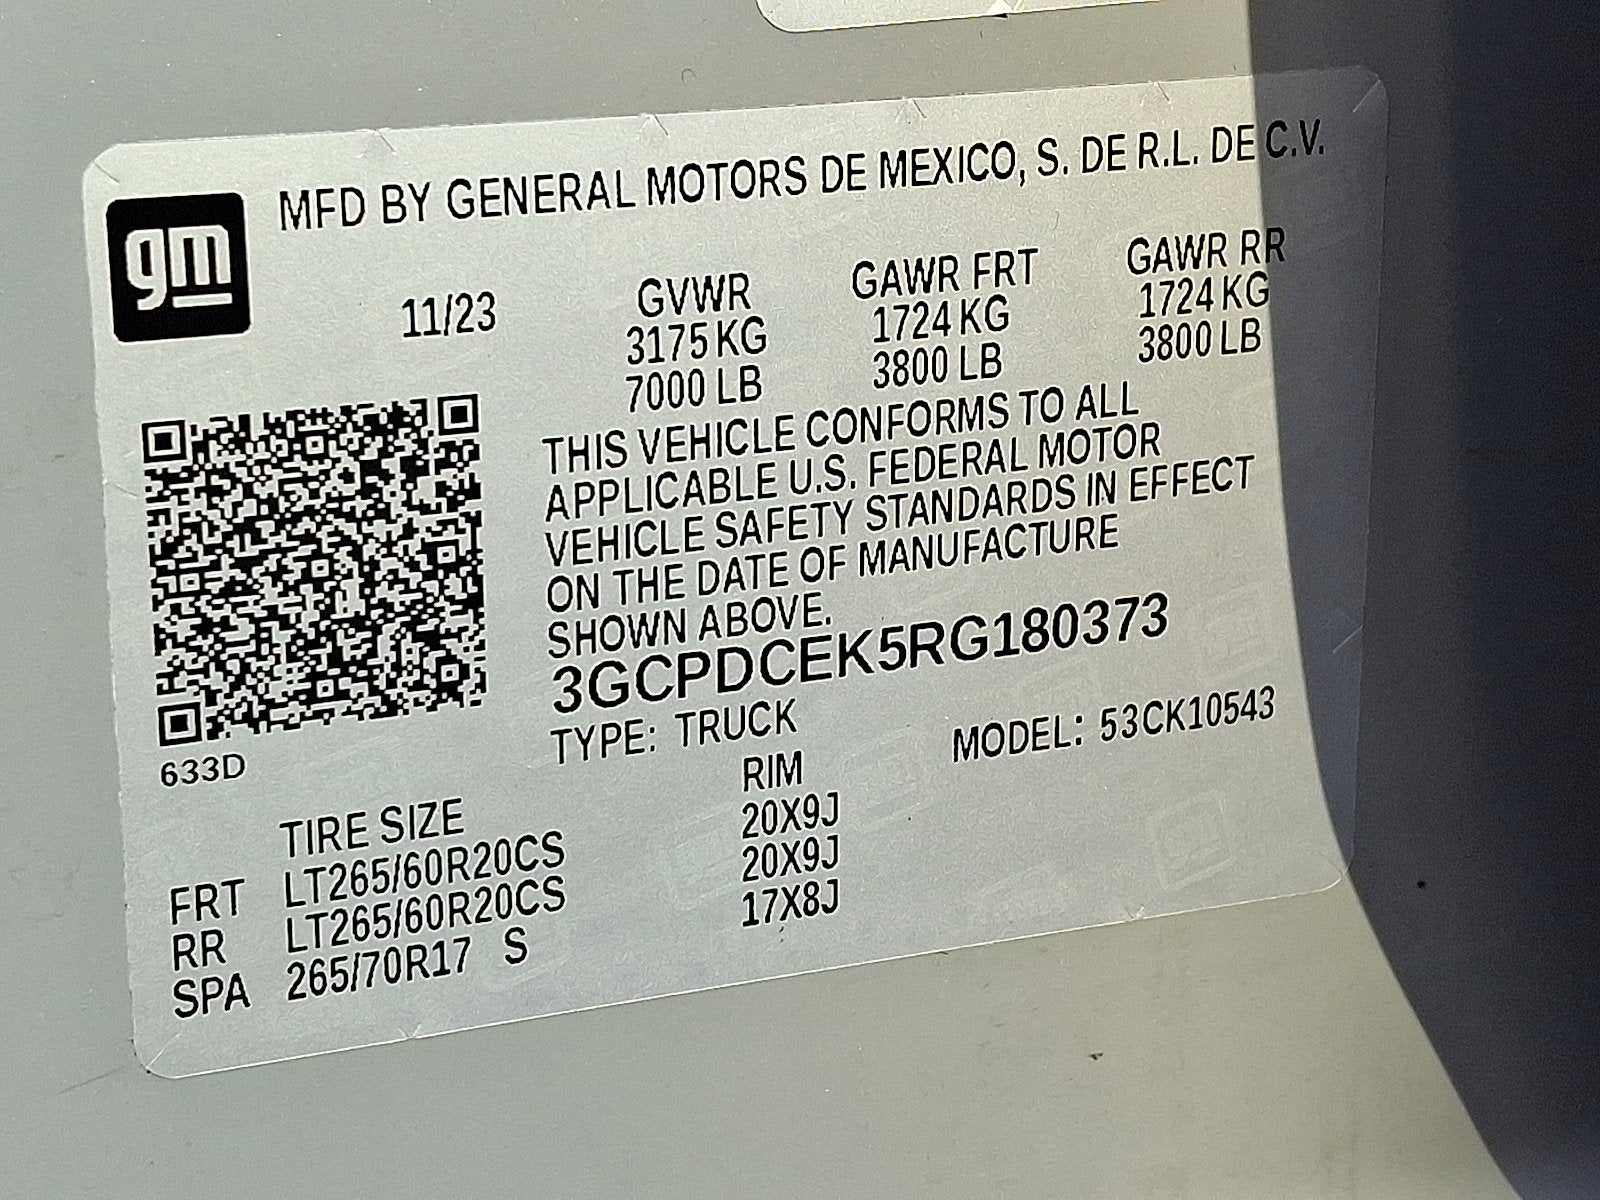 gm
MFD BY GENERAL MOTORS DE MEXICO, S. DE R.L. DE C.V.
11/23 GVWR GAWR FRT GAWR RR
3175 KG 1724 KG 1724 KG
7000 LB 3800 LB 3800 LB
THIS VEHICLE CONFORMS TO ALL
APPLICABLE U.S. FEDERAL MOTOR
VEHICLE SAFETY STANDARDS IN EFFECT
ON THE DATE OF MANUFACTURE
SHOWN ABOVE.
3GCPDCEK5RG180373
TYPE: TRUCK MODEL: 53CK10543
633D
TIRE SIZE RIM
FRT LT265/60R20CS 20X9J
RR LT265/60R20CS 20X9J
SPA 265/70R17 S 17X8J